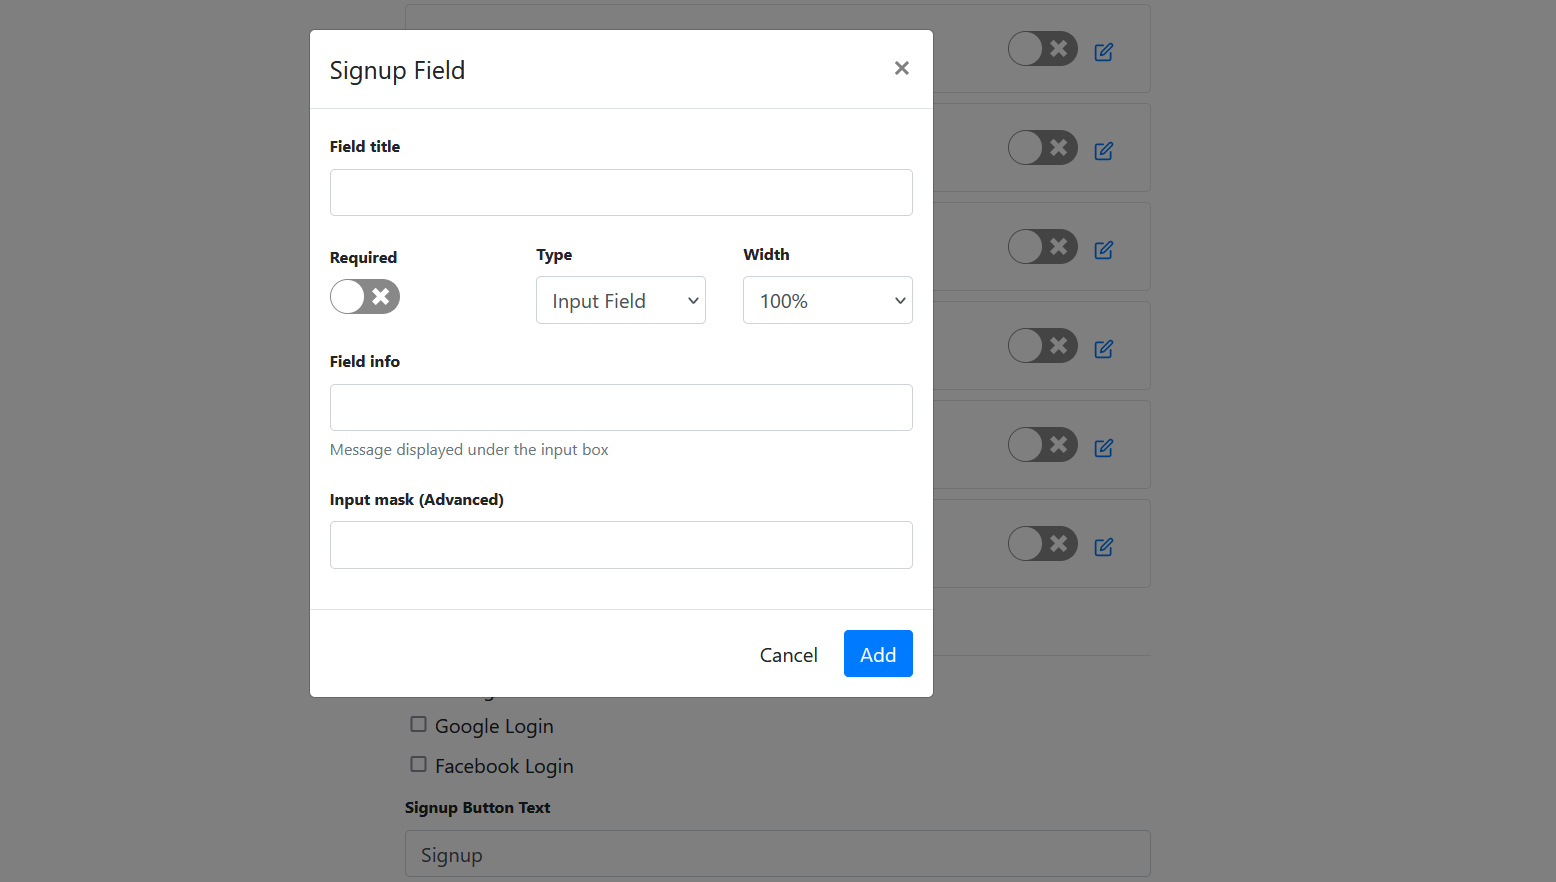 Signup Field
Field title
Required
Type
Width
Input Field
100%
Field info
Message displayed under the input box
Input mask (Advanced)
Cancel
Add
Google Login
Facebook Login
Signup Button Text
Signup